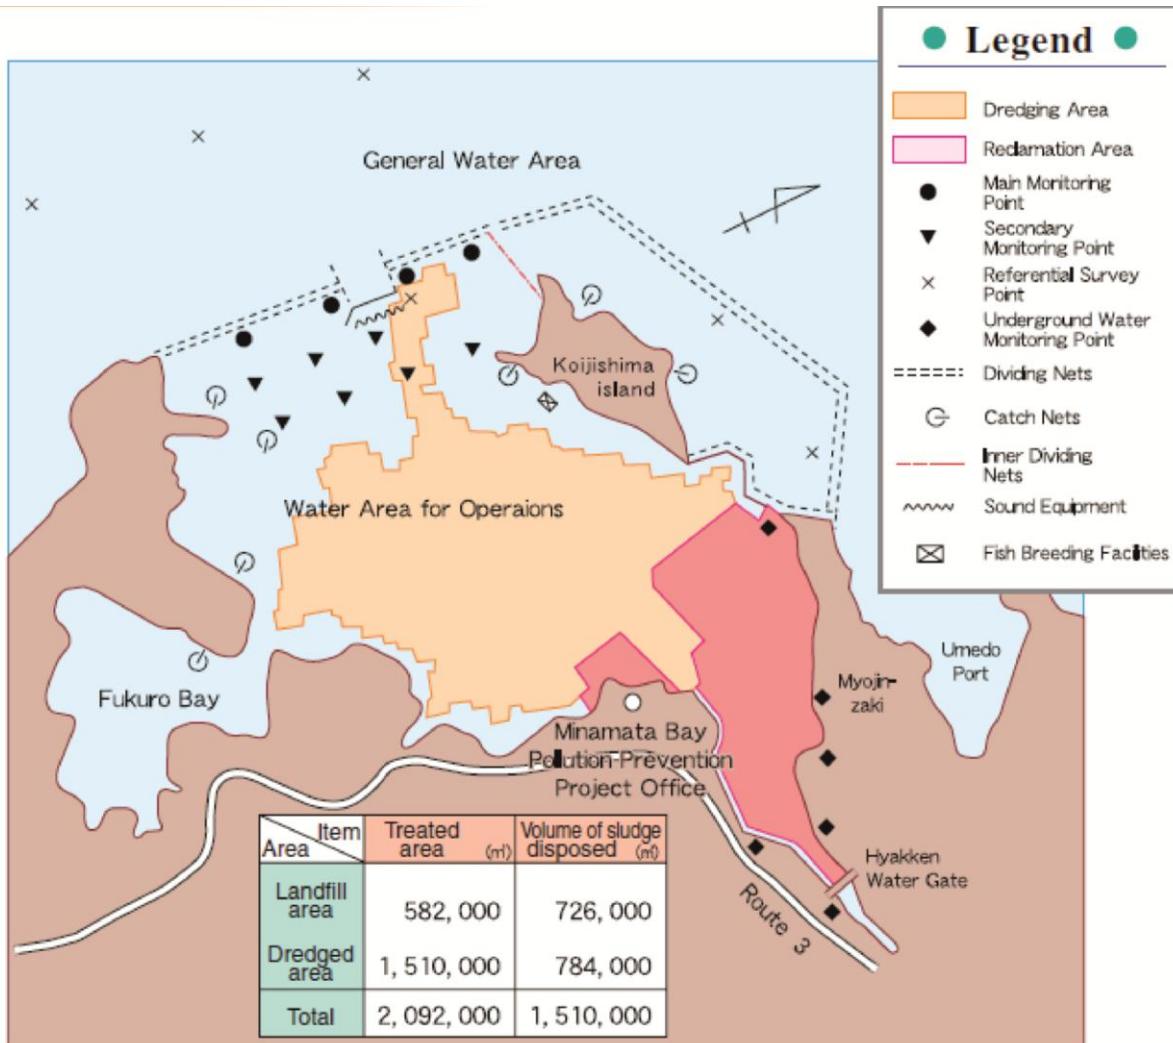 Legend
Dredging Area
Reclamation Area
Main Monitoring
Point
Secondary
Monitoring Point
Referential Survey
Point
Underground Water
Monitoring Point
Dividing Nets
Catch Nets
Inner Dividing
Nets
Sound Equipment
Fish Breeding Facilities
General Water Area
Koijishima
island
Water Area for Operaions
Fukuro Bay
Umedo
Port
Myojin-
zaki
Minamata Bay
Pollution Prevention
Project Office
Hyakken
Water Gate
Route 3
Item
Area
Treated
area (㎡)
Volume of sludge
disposed (㎡)
Landfill
area
582, 000
726, 000
Dredged
area
1, 510, 000
784, 000
Total
2, 092, 000
1, 510, 000